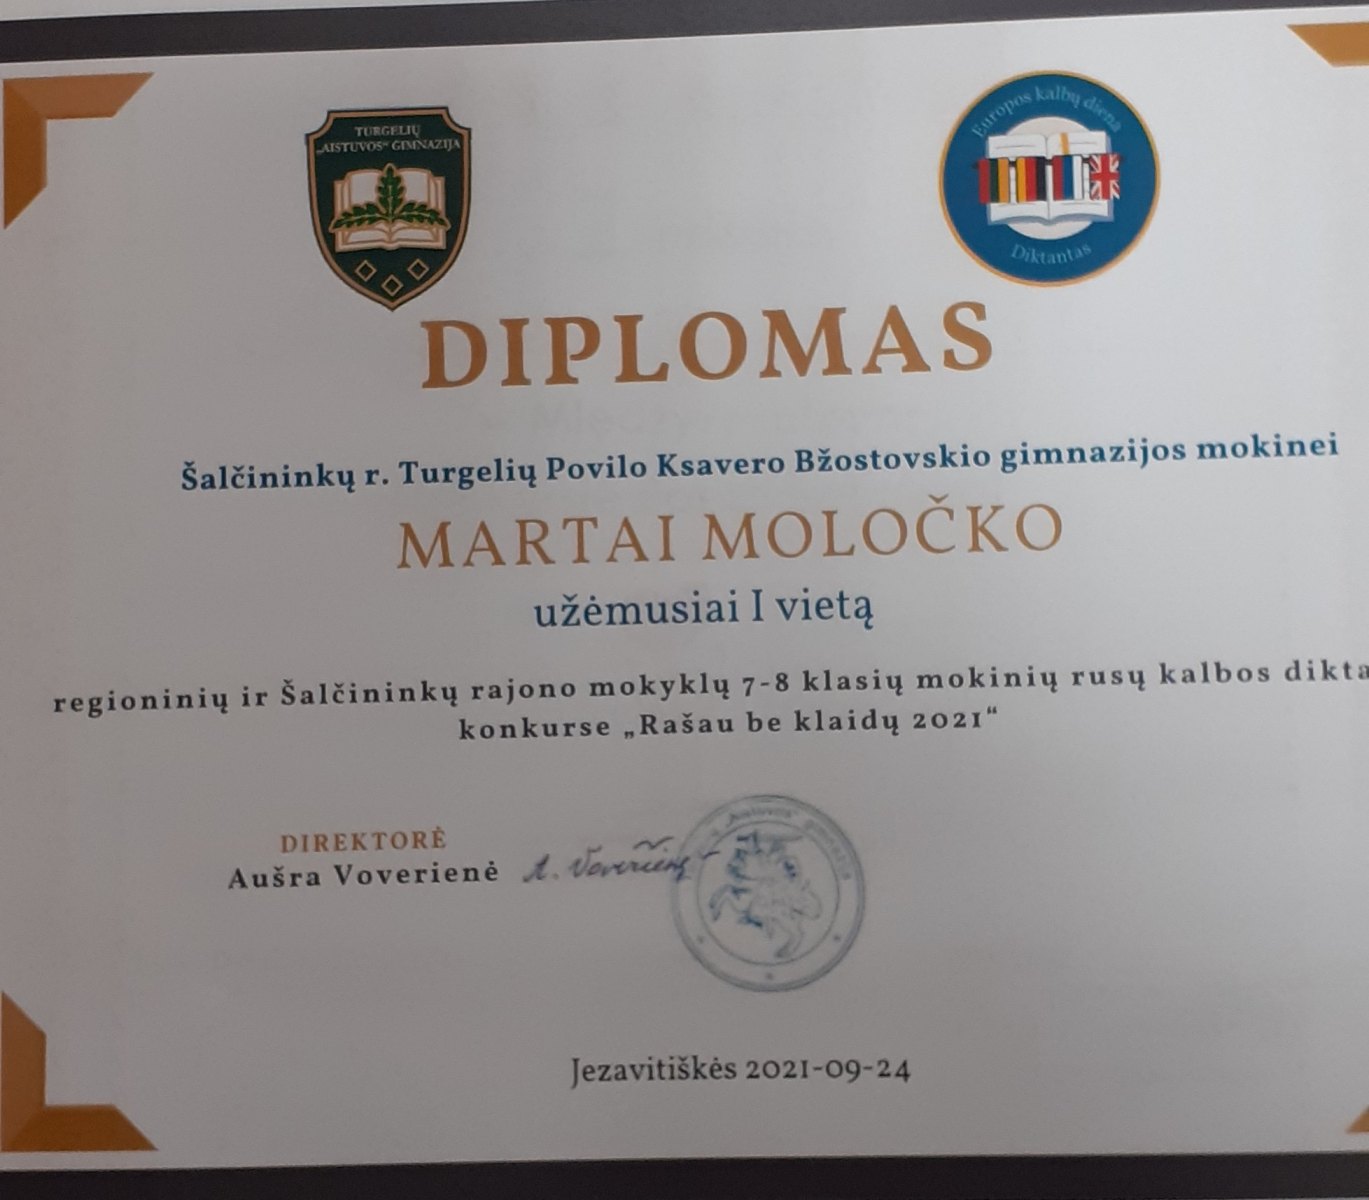 TURGELIŲ
„AISTUVOS“ GIMNAZIJA
Europos kalbų diena
Diktantas
DIPLOMAS
Šalčininkų r. Turgelių Povilo Ksavero Bžostovskio gimnazijos mokinei
MARTAI MOLOČKO
užėmusiai I vietą
regioninių ir Šalčininkų rajono mokyklų 7-8 klasių mokinių rusų kalbos dikta
konkurse „Rašau be klaidų 2021“
DIREKTORĖ
Aušra Voverienė
A. Voverienė
Jezavitiškės 2021-09-24